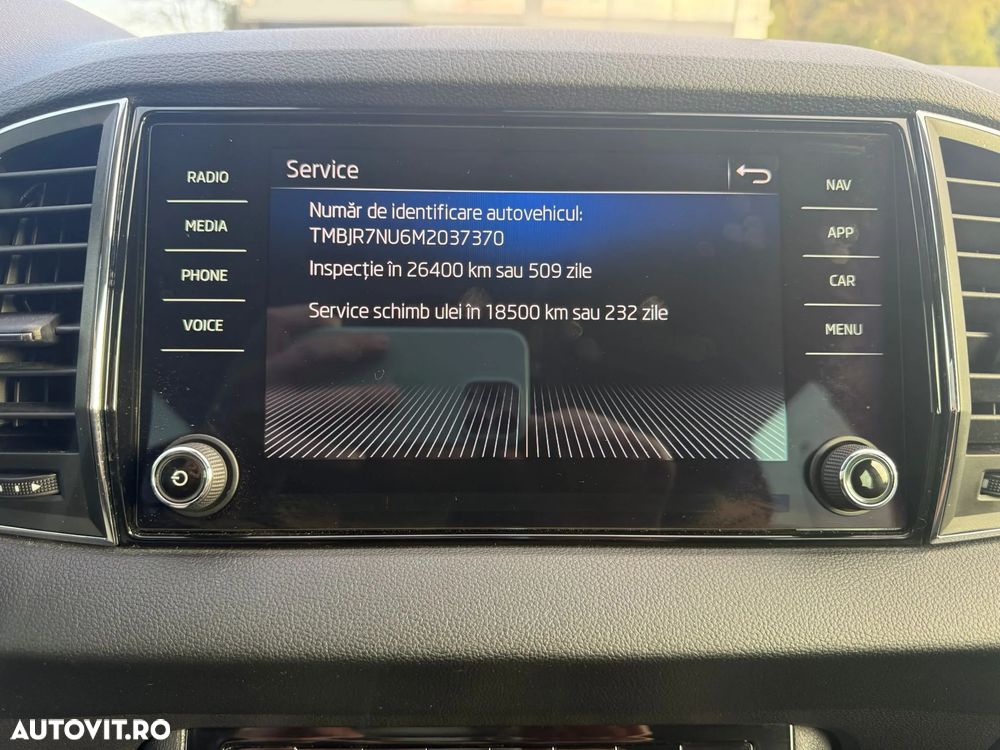 Service
RADIO
MEDIA
PHONE
VOICE
Număr de identificare autovehicul:
TMBJR7NU6M2037370
Inspecție în 26400 km sau 509 zile
Service schimb ulei în 18500 km sau 232 zile
NAV
APP
CAR
MENU
AUTOVIT.RO